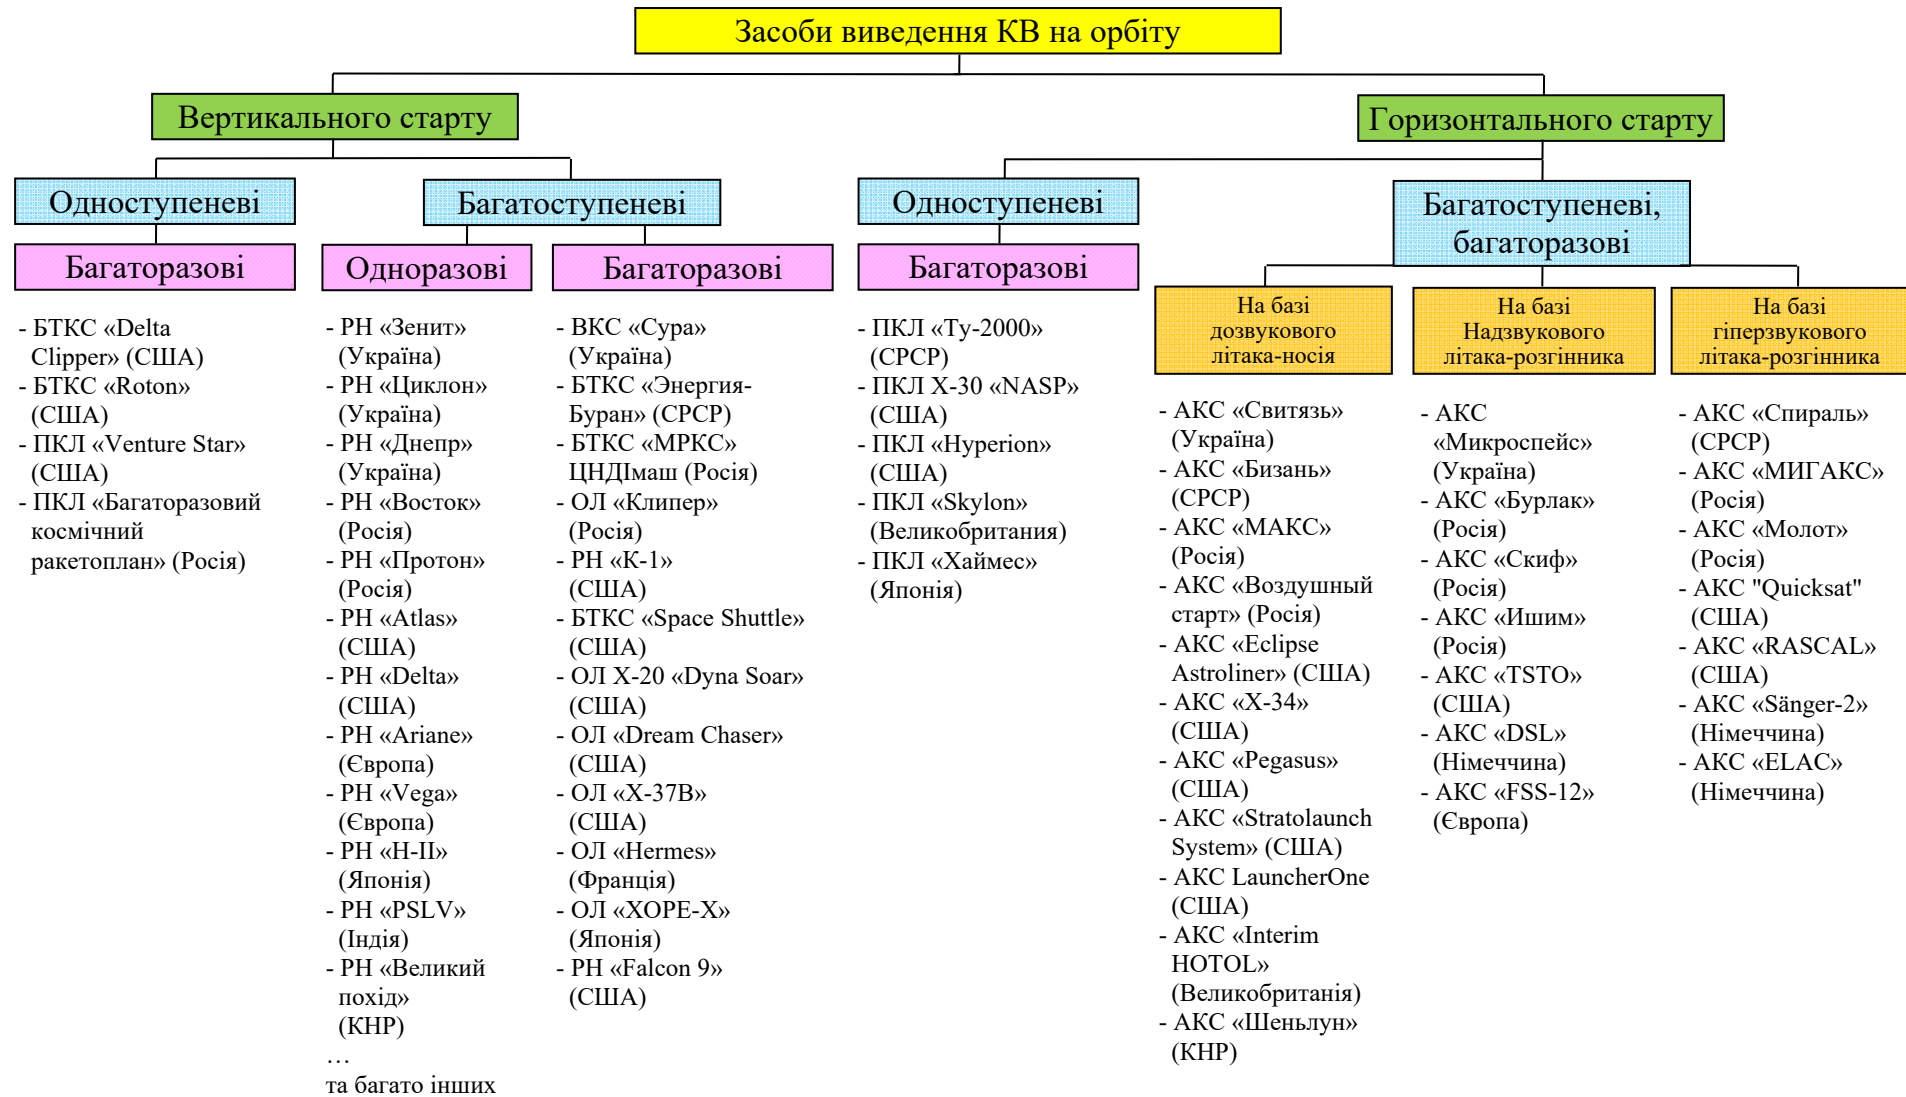 Засоби виведення КВ на орбіту
Вертикального старту
Горизонтального старту
Одноступеневі
Багатоступеневі
Одноступеневі
Багатоступеневі,
багаторазові
Багаторазові
Одноразові
Багаторазові
Багаторазові
На базі
дозвукового
літака-носія
На базі
Надзвукового
літака-розгінника
На базі
гіперзвукового
літака-розгінника
- БТКС «Delta
Clipper» (США)
- БТКС «Roton»
(США)
- ПКЛ «Venture Star»
(США)
- ПКЛ «Багаторазовий
космічний
ракетоплан» (Росія)
- РН «Зенит»
(Україна)
- РН «Циклон»
(Україна)
- РН «Днепр»
(Україна)
- РН «Восток»
(Росія)
- РН «Протон»
(Росія)
- РН «Atlas»
(США)
- РН «Delta»
(США)
- РН «Ariane»
(Європа)
- РН «Vega»
(Європа)
- РН «H-II»
(Японія)
- РН «PSLV»
(Індія)
- РН «Великий
похід»
(КНР)
…
та багато інших
- ВКС «Сура»
(Україна)
- БТКС «Энергия-
Буран» (СРСР)
- БТКС «МРКС»
ЦНДІмаш (Росія)
- ОЛ «Клипер»
(Росія)
- РН «К-1»
(США)
- БТКС «Space Shuttle»
(США)
- ОЛ X-20 «Dyna Soar»
(США)
- ОЛ «Dream Chaser»
(США)
- ОЛ «X-37B»
(США)
- ОЛ «Hermes»
(Франція)
- ОЛ «ХОРЕ-Х»
(Японія)
- РН «Falcon 9»
(США)
- ПКЛ «Ту-2000»
(СРСР)
- ПКЛ X-30 «NASP»
(США)
- ПКЛ «Hyperion»
(США)
- ПКЛ «Skylon»
(Великобритания)
- ПКЛ «Хаймес»
(Японія)
- АКС «Свитязь»
(Україна)
- АКС «Бизань»
(СРСР)
- АКС «МАКС»
(Росія)
- АКС «Воздушный
старт» (Росія)
- АКС «Eclipse
Astroliner» (США)
- АКС «X-34»
(США)
- АКС «Pegasus»
(США)
- АКС «Stratolaunch
System» (США)
- АКС LauncherOne
(США)
- АКС «Interim
HOTOL»
(Великобританія)
- АКС «Шеньлун»
(КНР)
- АКС
«Микроспейс»
(Україна)
- АКС «Бурлак»
(Росія)
- АКС «Скиф»
(Росія)
- АКС «Ишим»
(Росія)
- АКС «TSTO»
(США)
- АКС «DSL»
(Німеччина)
- АКС «FSS-12»
(Європа)
- АКС «Спираль»
(СРСР)
- АКС «МИГАКС»
(Росія)
- АКС «Молот»
(Росія)
- АКС "Quicksat"
(США)
- АКС «RASCAL»
(США)
- АКС «Sänger-2»
(Німеччина)
- АКС «ELAC»
(Німеччина)